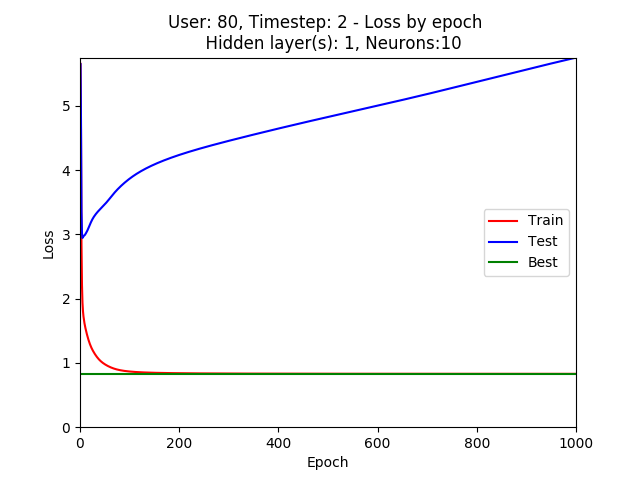 User: 80, Timestep: 2 - Loss by epoch
Hidden layer(s): 1, Neurons:10
Loss
5
4
3
2
1
0
Train
Test
Best
0 200 400 600 800 1000
Epoch